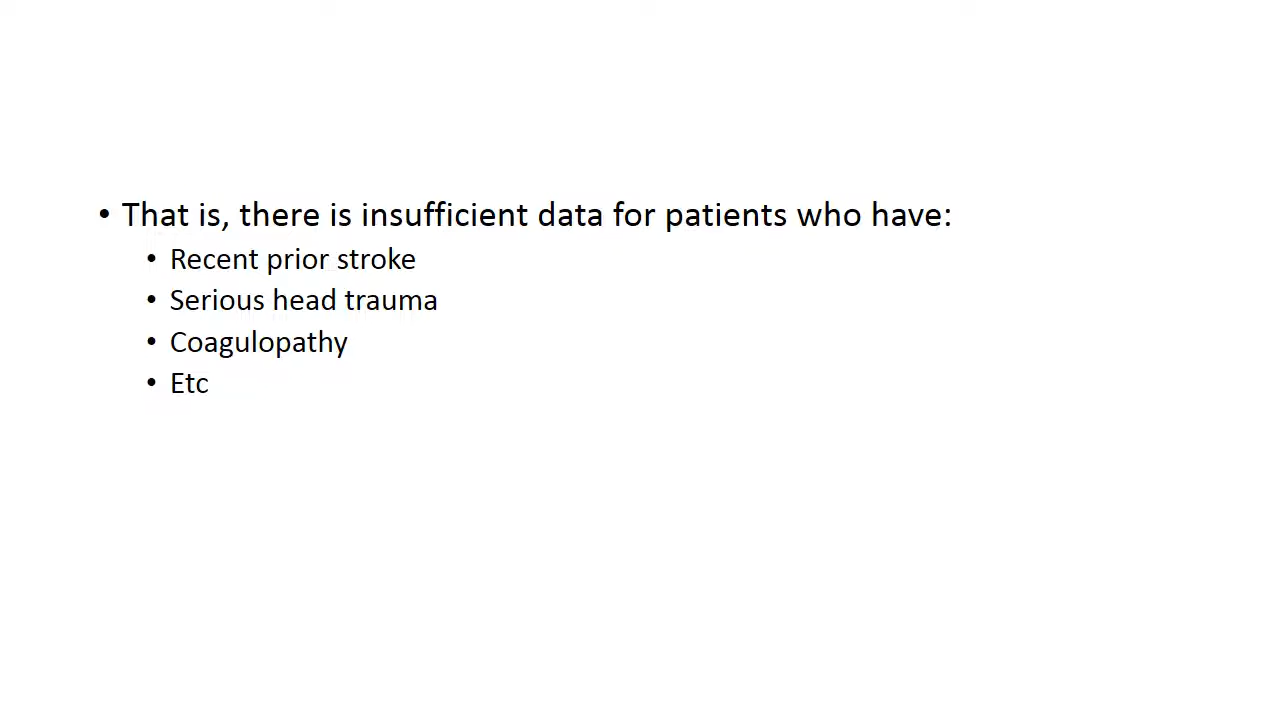 • That is, there is insufficient data for patients who have:
• Recent prior stroke
• Serious head trauma
• Coagulopathy
• Etc